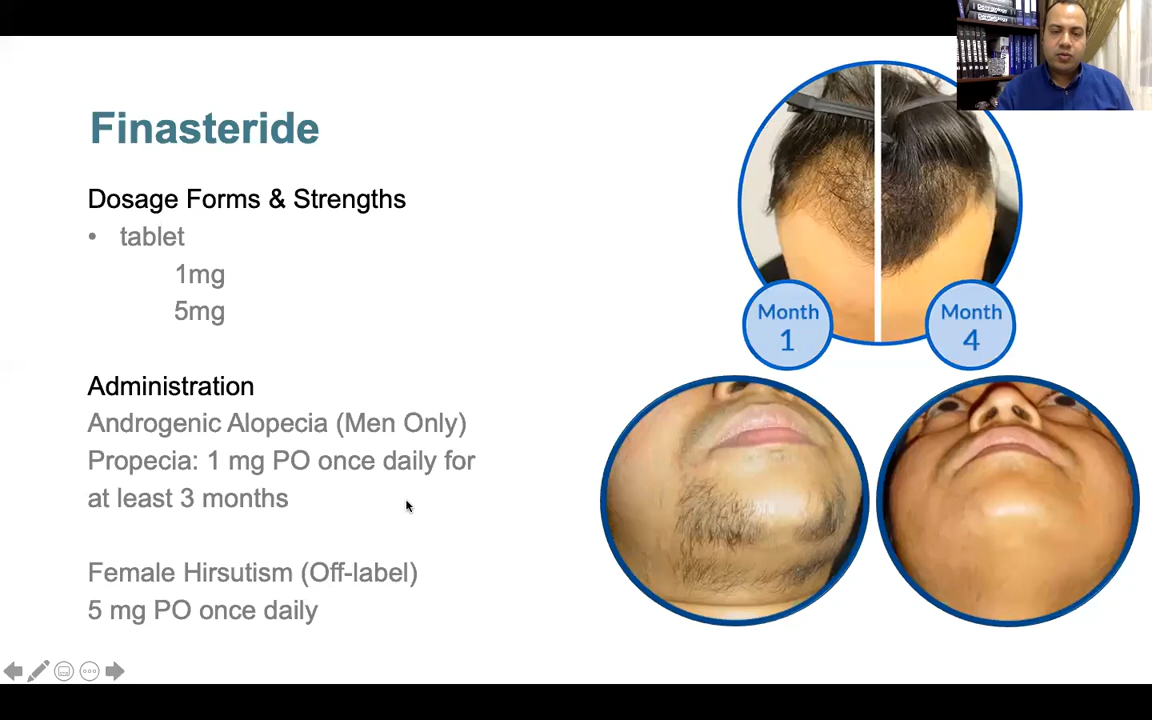 Finasteride
Dosage Forms & Strengths
• tablet
1mg
5mg
Administration
Androgenic Alopecia (Men Only)
Propecia: 1 mg PO once daily for
at least 3 months
Female Hirsutism (Off-label)
5 mg PO once daily
Month
1
Month
4